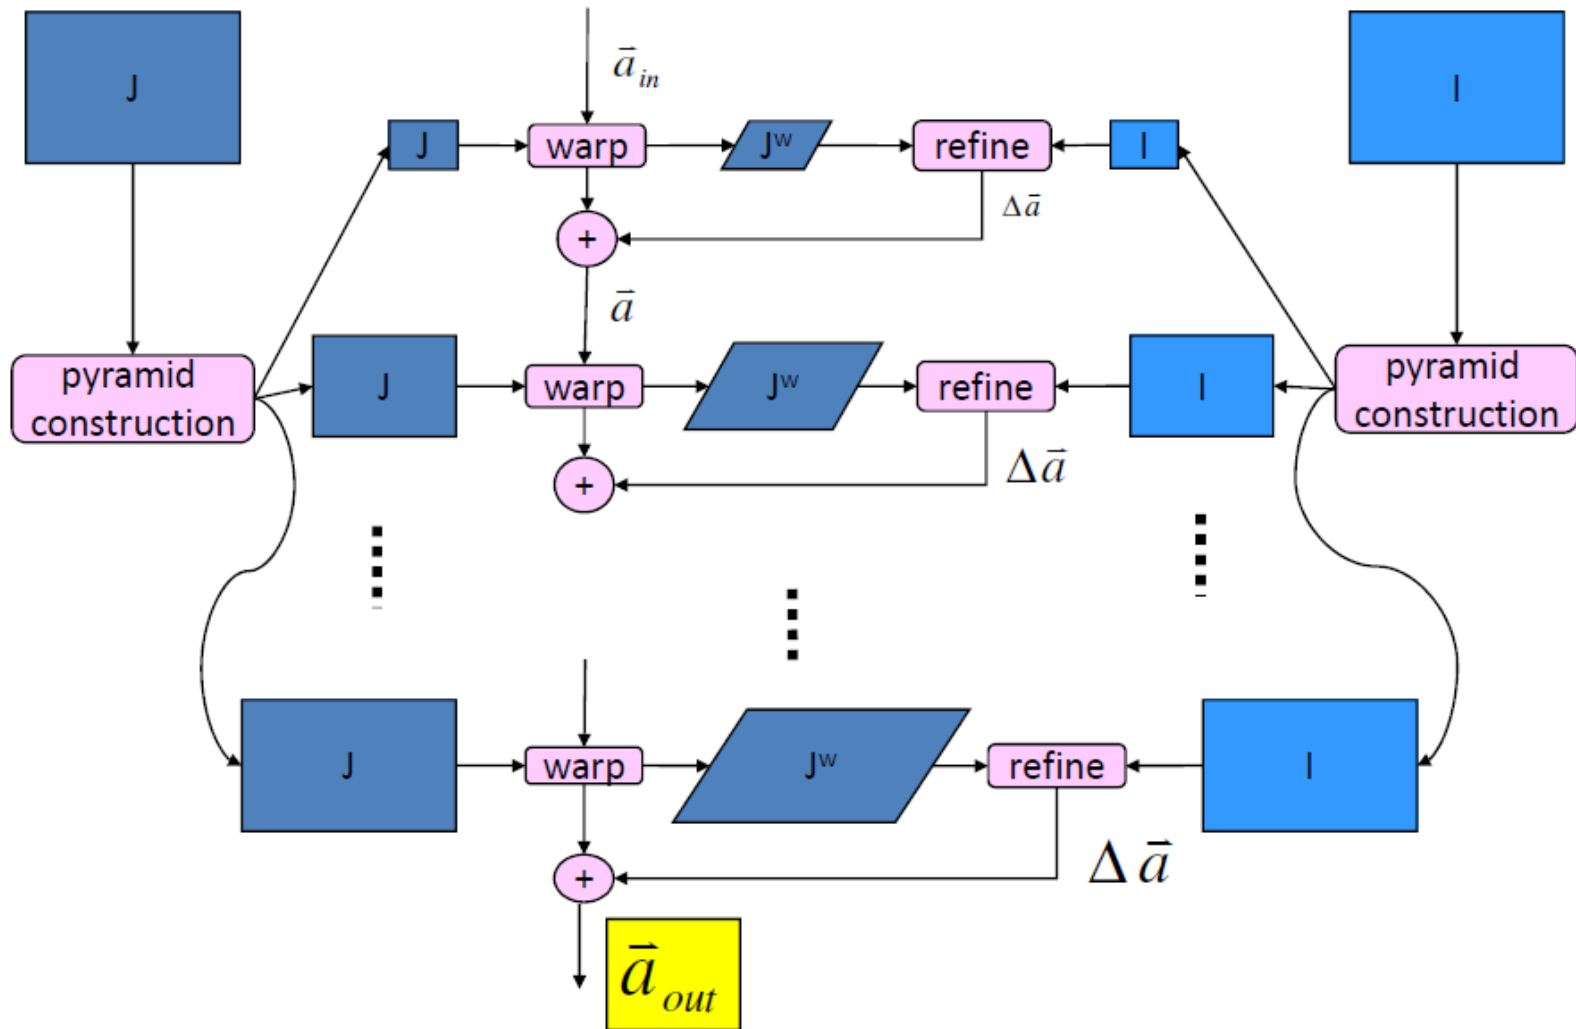 J
I
a⃗ in
J
warp
Jᵂ
refine
I
Δa⃗
+
a⃗
pyramid
construction
J
warp
Jᵂ
refine
I
pyramid
construction
+
Δa⃗
J
warp
Jᵂ
refine
I
+
Δa⃗
a⃗ out